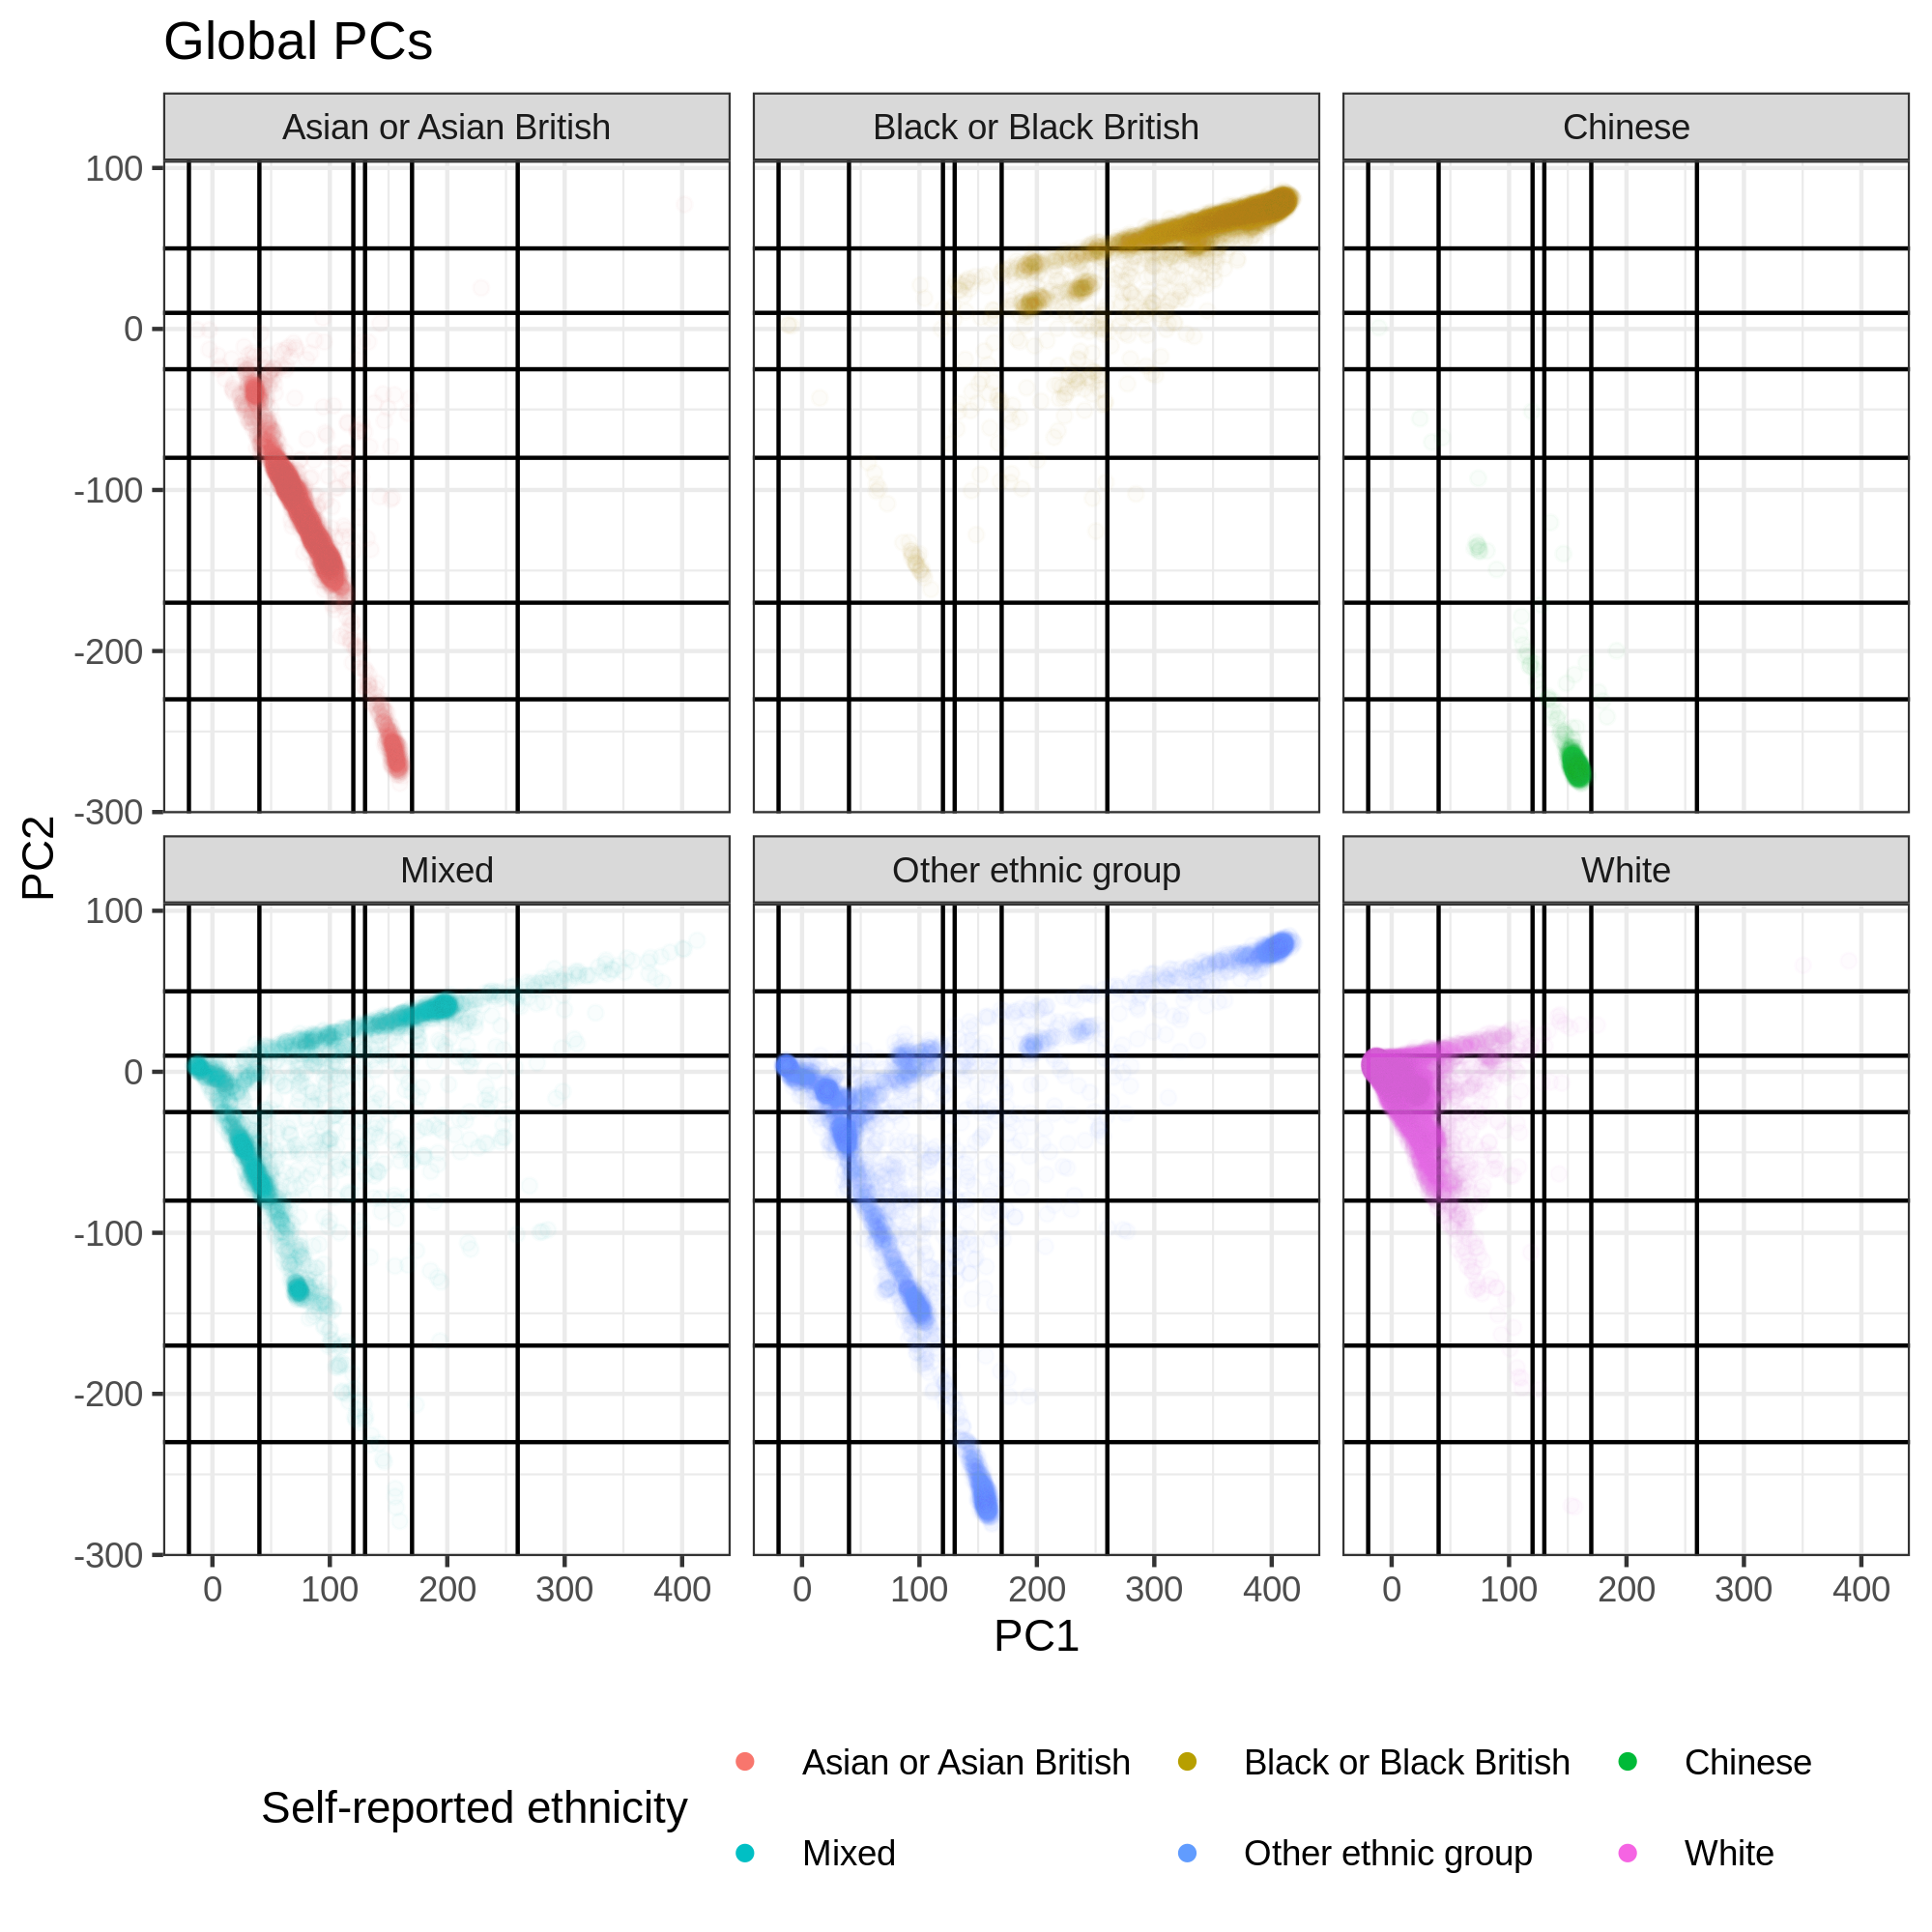 Global PCs
Asian or Asian British
Black or Black British
Chinese
100
0
-100
-200
-300
PC2
Mixed
Other ethnic group
White
100
0
-100
-200
-300
0 100 200 300 400
0 100 200 300 400
0 100 200 300 400
PC1
Self-reported ethnicity
Asian or Asian British
Black or Black British
Chinese
Mixed
Other ethnic group
White